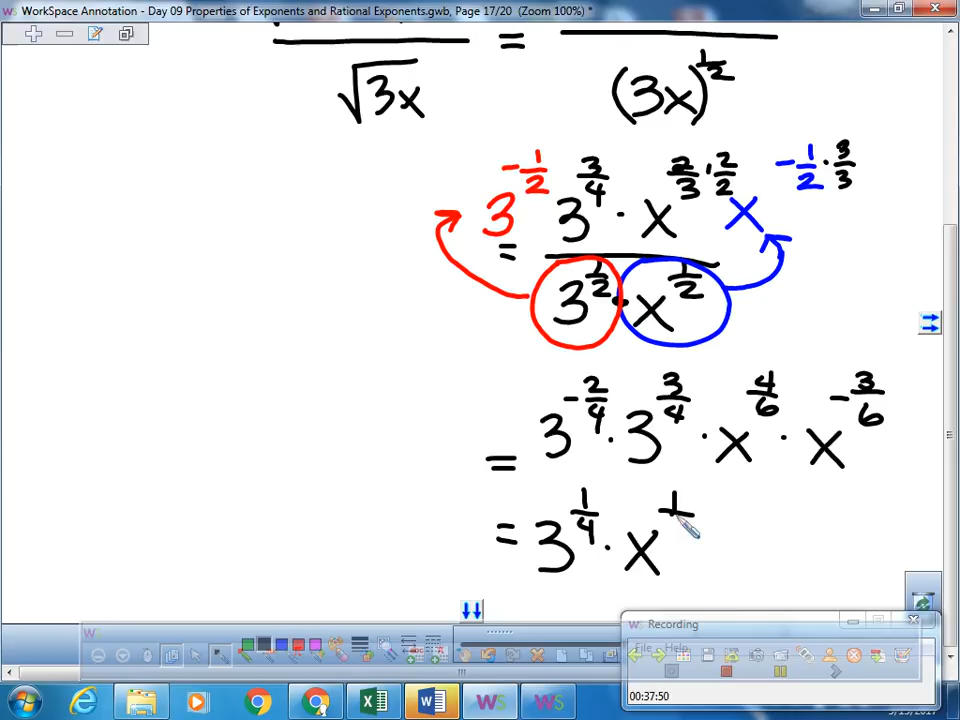 WorkSpace Annotation - Day 09 Properties of Exponents and Rational Exponents.gwb, Page 17/20 (Zoom 100%) *
=
√3x (3x)^1/2
3^-1/2 3^3/4 · x^2/3·2/2 x^-1/2·3/3
=
3^1/2 · x^1/2
= 3^-2/4 · 3^3/4 · x^4/6 · x^-3/6
= 3^1/4 · x^1/
Recording
File Help
00:37:50